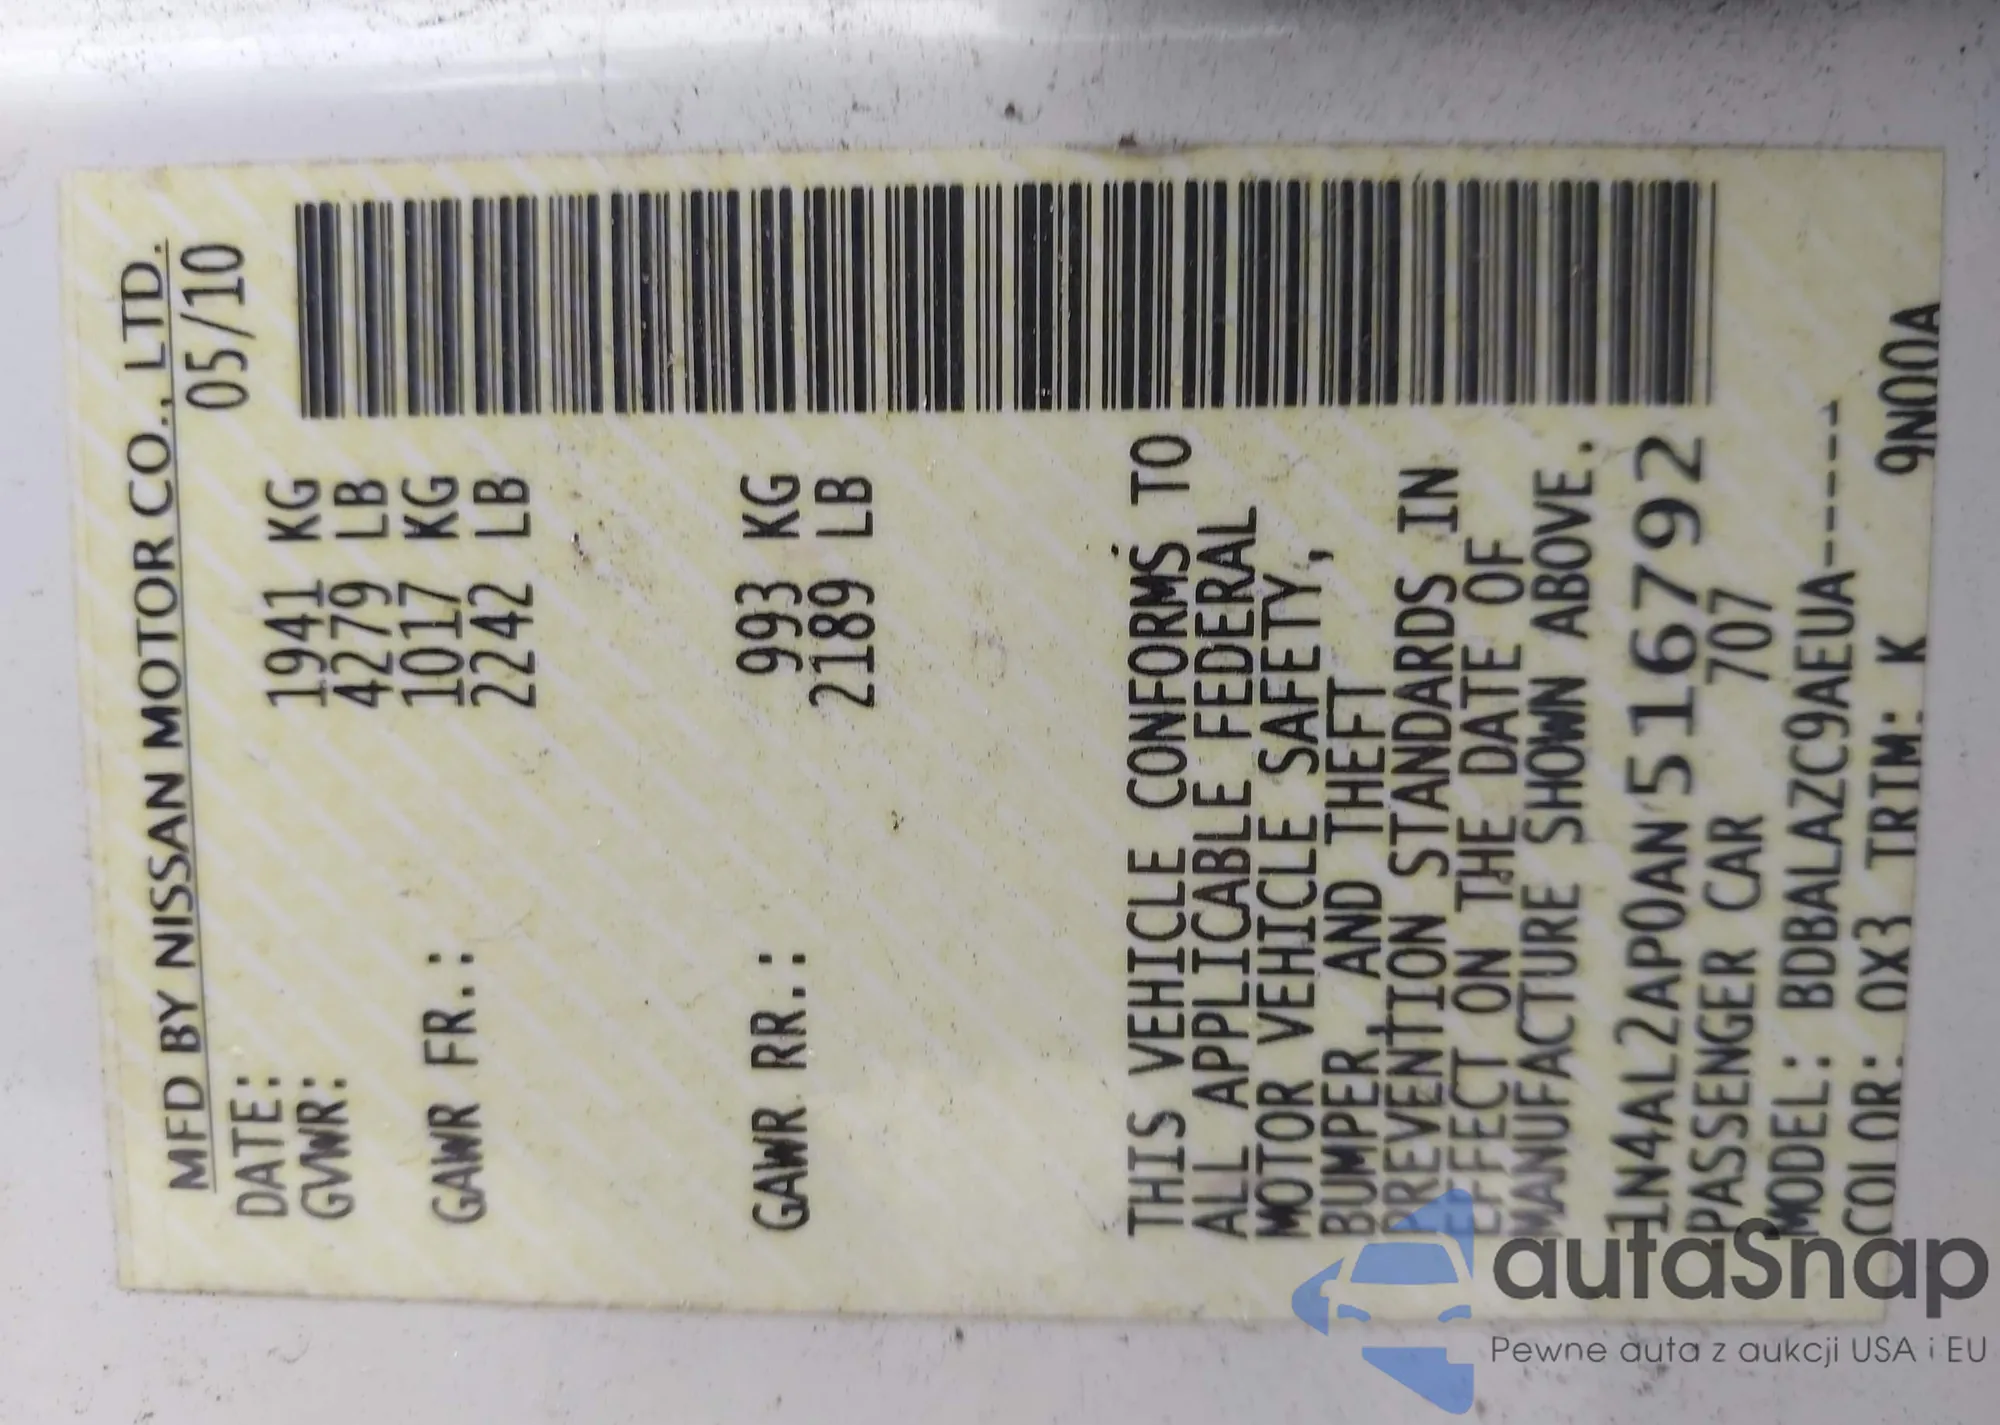 MFD BY NISSAN MOTOR CO., LTD.
DATE: 05/10
GVWR: 1941 KG
4279 LB
GAWR FR.: 1017 KG
2242 LB
GAWR RR.: 993 KG
2189 LB
THIS VEHICLE CONFORMS TO
ALL APPLICABLE FEDERAL
MOTOR VEHICLE SAFETY,
BUMPER, AND THEFT
PREVENTION STANDARDS IN
EFFECT ON THE DATE OF
MANUFACTURE SHOWN ABOVE.
1N4AL2AP0AN516792
PASSENGER CAR 707
MODEL: BDBALAZC9AEUA-----
COLOR: QX3 TRIM: K 9N00A
autaSnap
Pewne auta z aukcji USA i EU